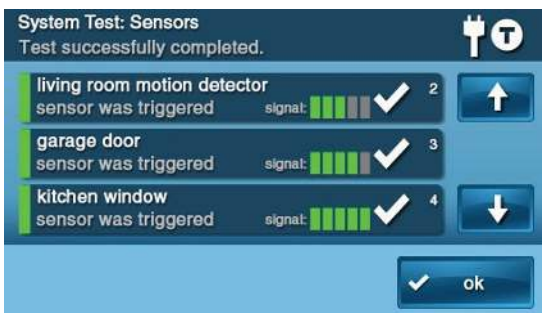 System Test: Sensors
Test successfully completed.
T
living room motion detector
2
sensor was triggered
signal:
garage door
3
sensor was triggered
signal:
kitchen window
4
sensor was triggered
signal:
ok